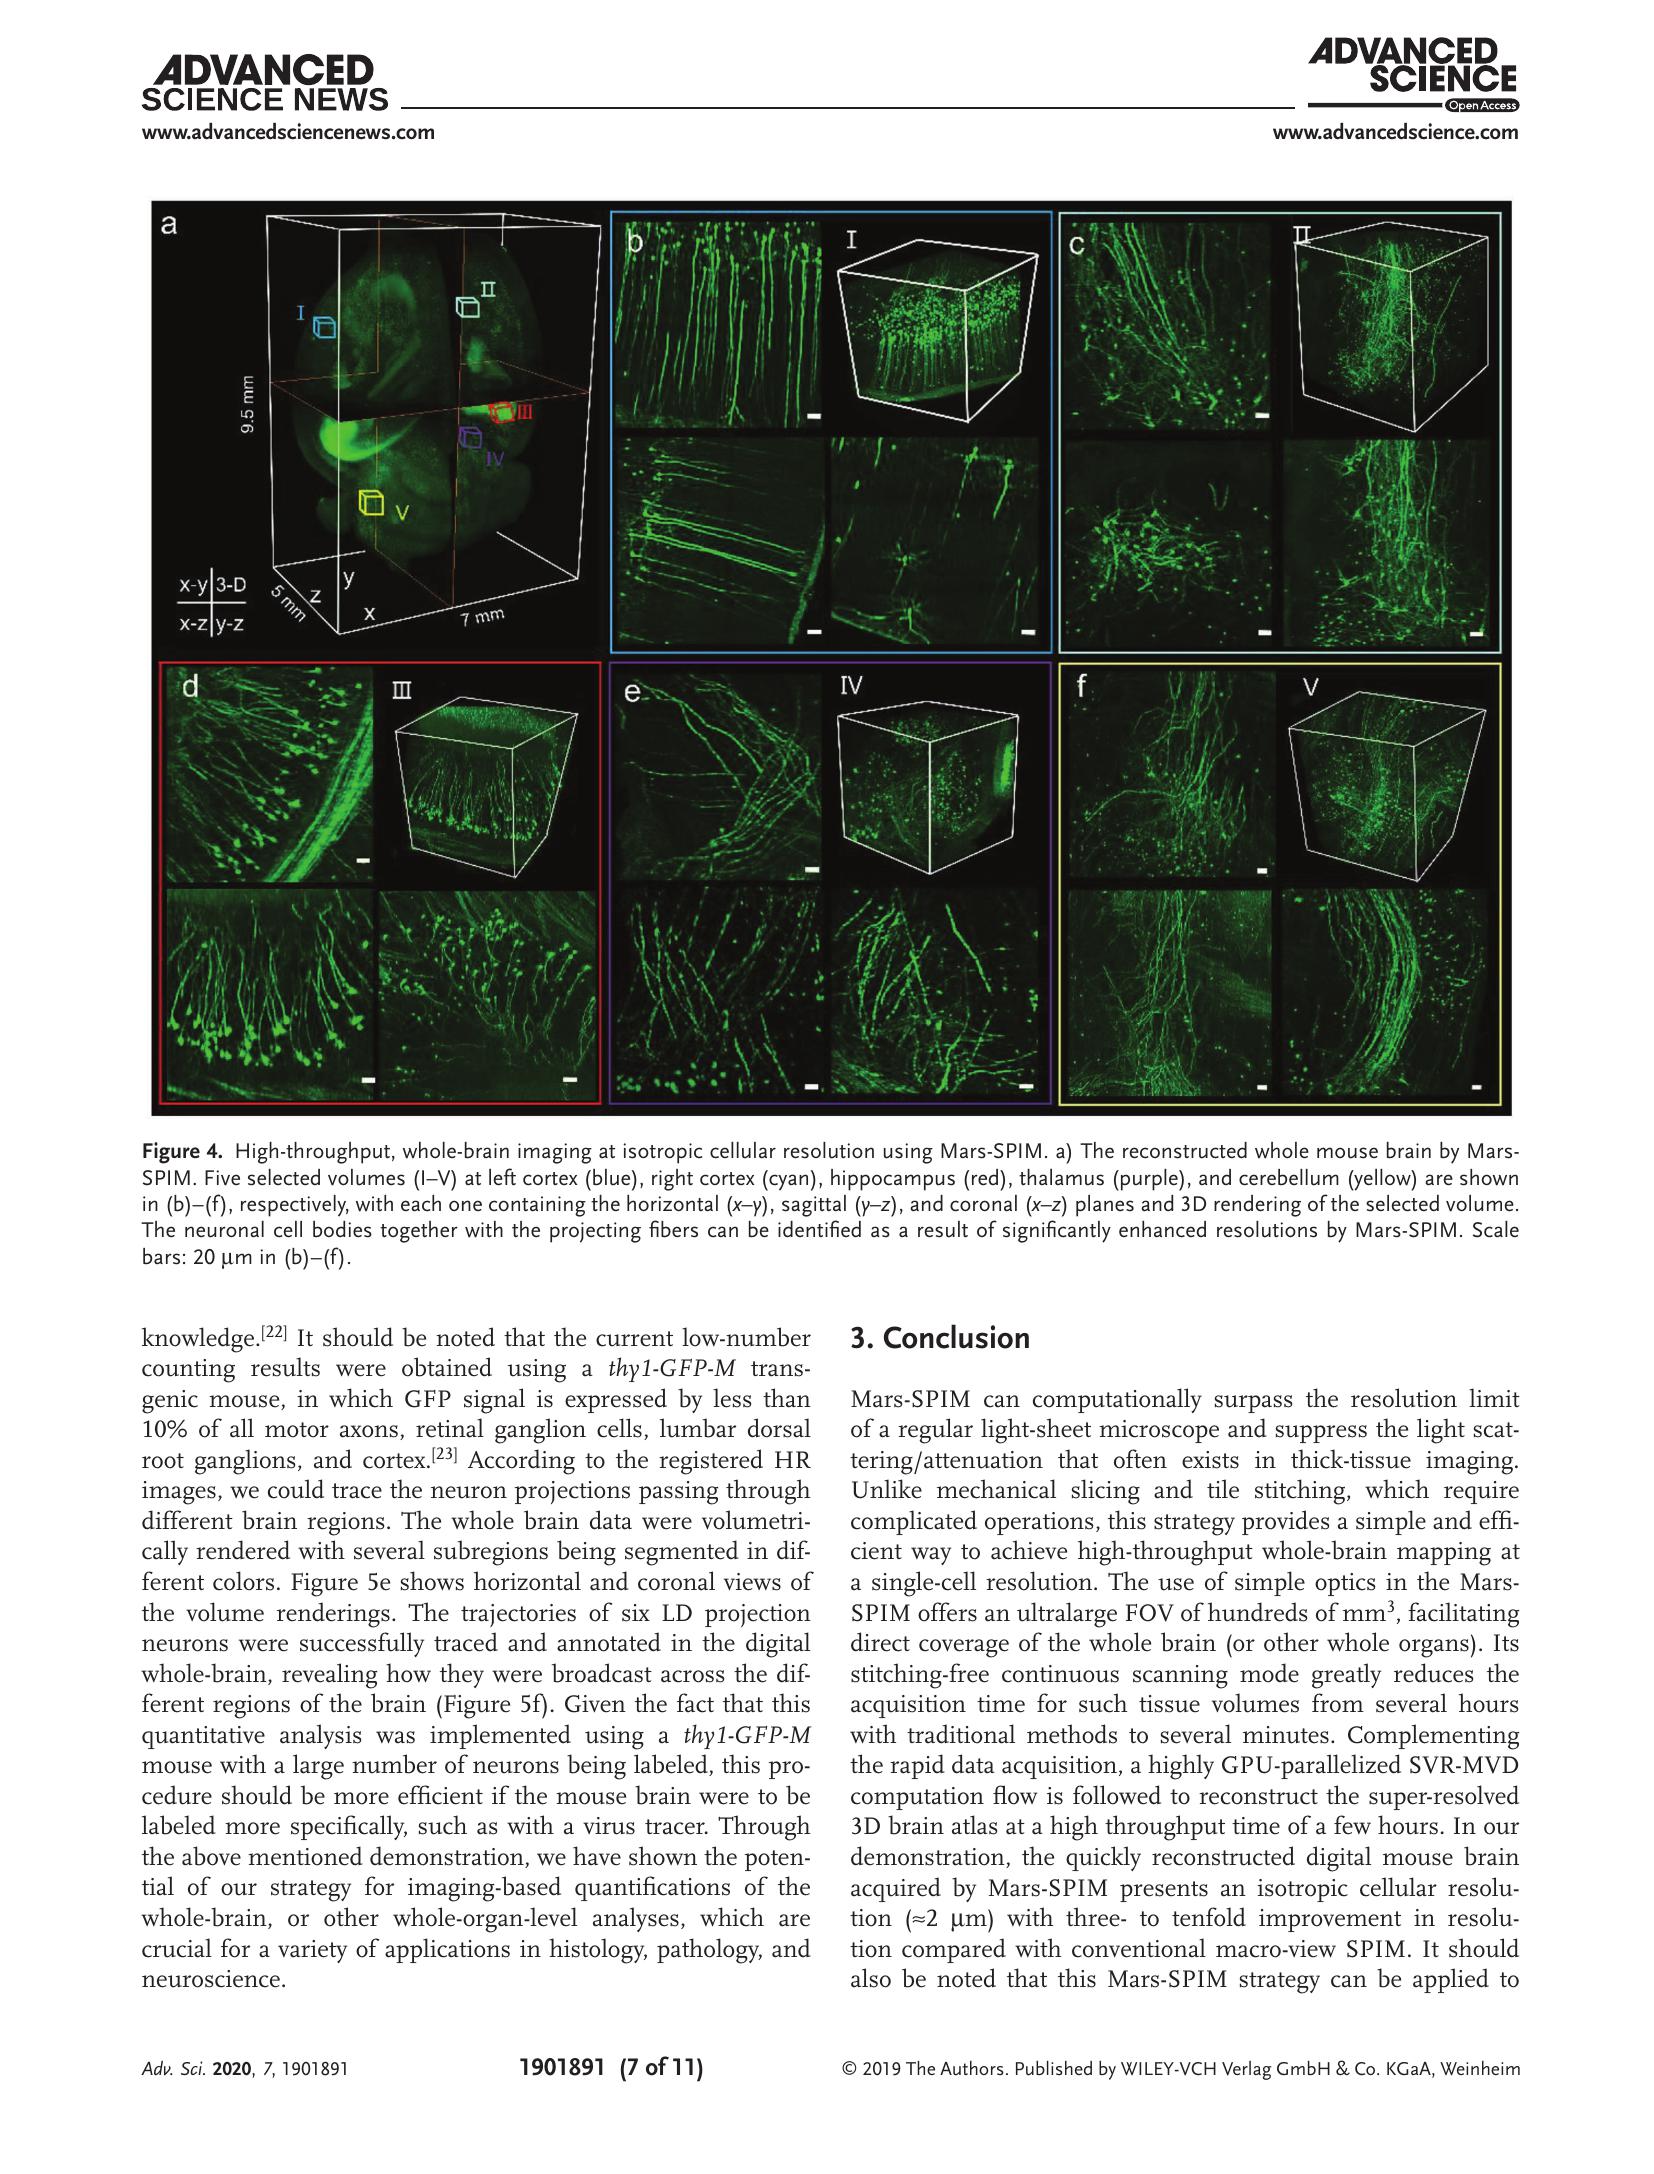 ADVANCED
SCIENCE NEWS
www.advancedsciencenews.com
ADVANCED
SCIENCE
Open Access
www.advancedscience.com
a
I
II
III
IV
V
9.5 mm
5 mm
7 mm
z
y
x
x-y 3-D
x-z y-z
b
I
c
II
d
III
e
IV
f
V
Figure 4. High-throughput, whole-brain imaging at isotropic cellular resolution using Mars-SPIM. a) The reconstructed whole mouse brain by Mars-
SPIM. Five selected volumes (I–V) at left cortex (blue), right cortex (cyan), hippocampus (red), thalamus (purple), and cerebellum (yellow) are shown
in (b)–(f), respectively, with each one containing the horizontal (x–y), sagittal (y–z), and coronal (x–z) planes and 3D rendering of the selected volume.
The neuronal cell bodies together with the projecting fibers can be identified as a result of significantly enhanced resolutions by Mars-SPIM. Scale
bars: 20 µm in (b)–(f).
knowledge.[22] It should be noted that the current low-number
counting results were obtained using a thy1-GFP-M trans-
genic mouse, in which GFP signal is expressed by less than
10% of all motor axons, retinal ganglion cells, lumbar dorsal
root ganglions, and cortex.[23] According to the registered HR
images, we could trace the neuron projections passing through
different brain regions. The whole brain data were volumetri-
cally rendered with several subregions being segmented in dif-
ferent colors. Figure 5e shows horizontal and coronal views of
the volume renderings. The trajectories of six LD projection
neurons were successfully traced and annotated in the digital
whole-brain, revealing how they were broadcast across the dif-
ferent regions of the brain (Figure 5f). Given the fact that this
quantitative analysis was implemented using a thy1-GFP-M
mouse with a large number of neurons being labeled, this pro-
cedure should be more efficient if the mouse brain were to be
labeled more specifically, such as with a virus tracer. Through
the above mentioned demonstration, we have shown the poten-
tial of our strategy for imaging-based quantifications of the
whole-brain, or other whole-organ-level analyses, which are
crucial for a variety of applications in histology, pathology, and
neuroscience.
3. Conclusion
Mars-SPIM can computationally surpass the resolution limit
of a regular light-sheet microscope and suppress the light scat-
tering/attenuation that often exists in thick-tissue imaging.
Unlike mechanical slicing and tile stitching, which require
complicated operations, this strategy provides a simple and effi-
cient way to achieve high-throughput whole-brain mapping at
a single-cell resolution. The use of simple optics in the Mars-
SPIM offers an ultralarge FOV of hundreds of mm³, facilitating
direct coverage of the whole brain (or other whole organs). Its
stitching-free continuous scanning mode greatly reduces the
acquisition time for such tissue volumes from several hours
with traditional methods to several minutes. Complementing
the rapid data acquisition, a highly GPU-parallelized SVR-MVD
computation flow is followed to reconstruct the super-resolved
3D brain atlas at a high throughput time of a few hours. In our
demonstration, the quickly reconstructed digital mouse brain
acquired by Mars-SPIM presents an isotropic cellular resolu-
tion (≈2 µm) with three- to tenfold improvement in resolu-
tion compared with conventional macro-view SPIM. It should
also be noted that this Mars-SPIM strategy can be applied to
Adv. Sci. 2020, 7, 1901891
1901891 (7 of 11)
© 2019 The Authors. Published by WILEY-VCH Verlag GmbH & Co. KGaA, Weinheim